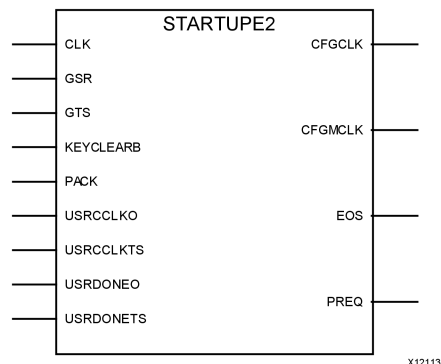 STARTUPE2
CLK
CFGCLK
GSR
GTS
CFGMCLK
KEYCLEARB
PACK
USRCCLKO
EOS
USRCCLKTS
USRDONEO
PREQ
USRDONETS
X12113